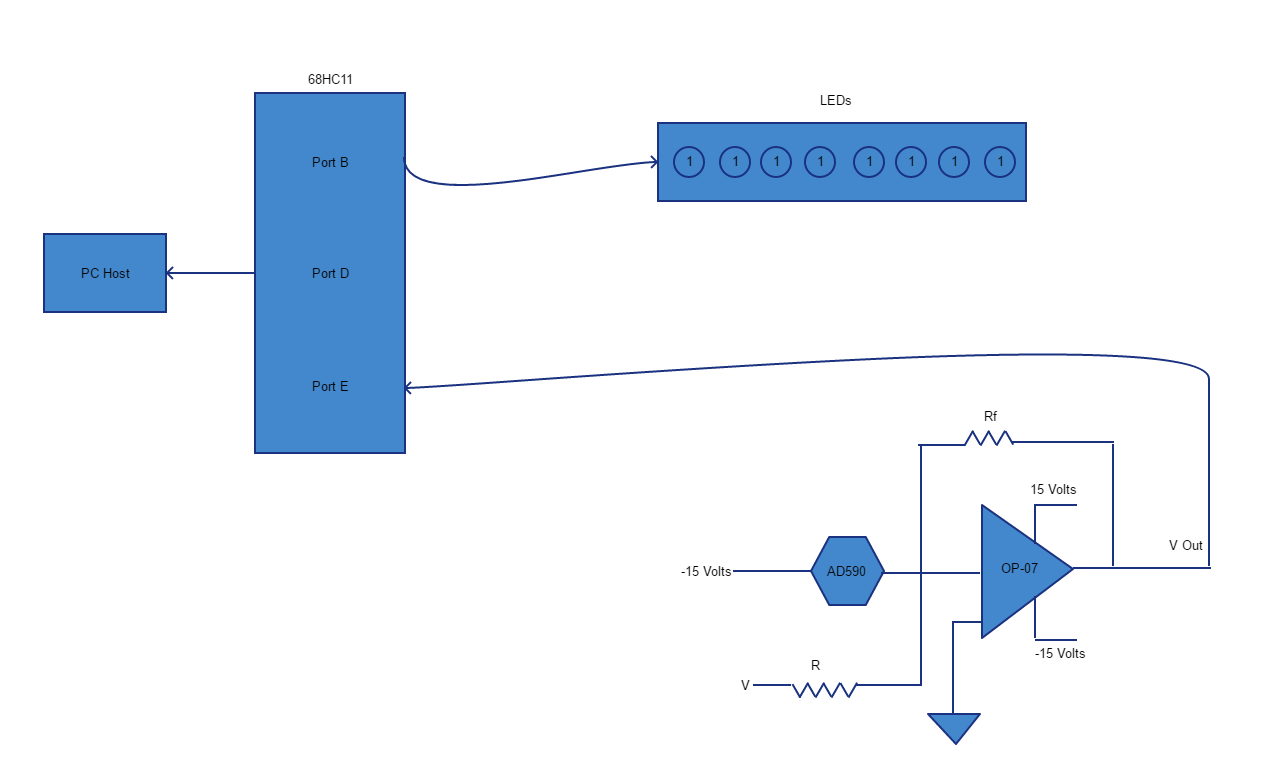 68HC11
LEDs
Port B
1 1 1 1 1 1 1 1
PC Host
Port D
Port E
Rf
15 Volts
V Out
-15 Volts
AD590
OP-07
-15 Volts
R
V